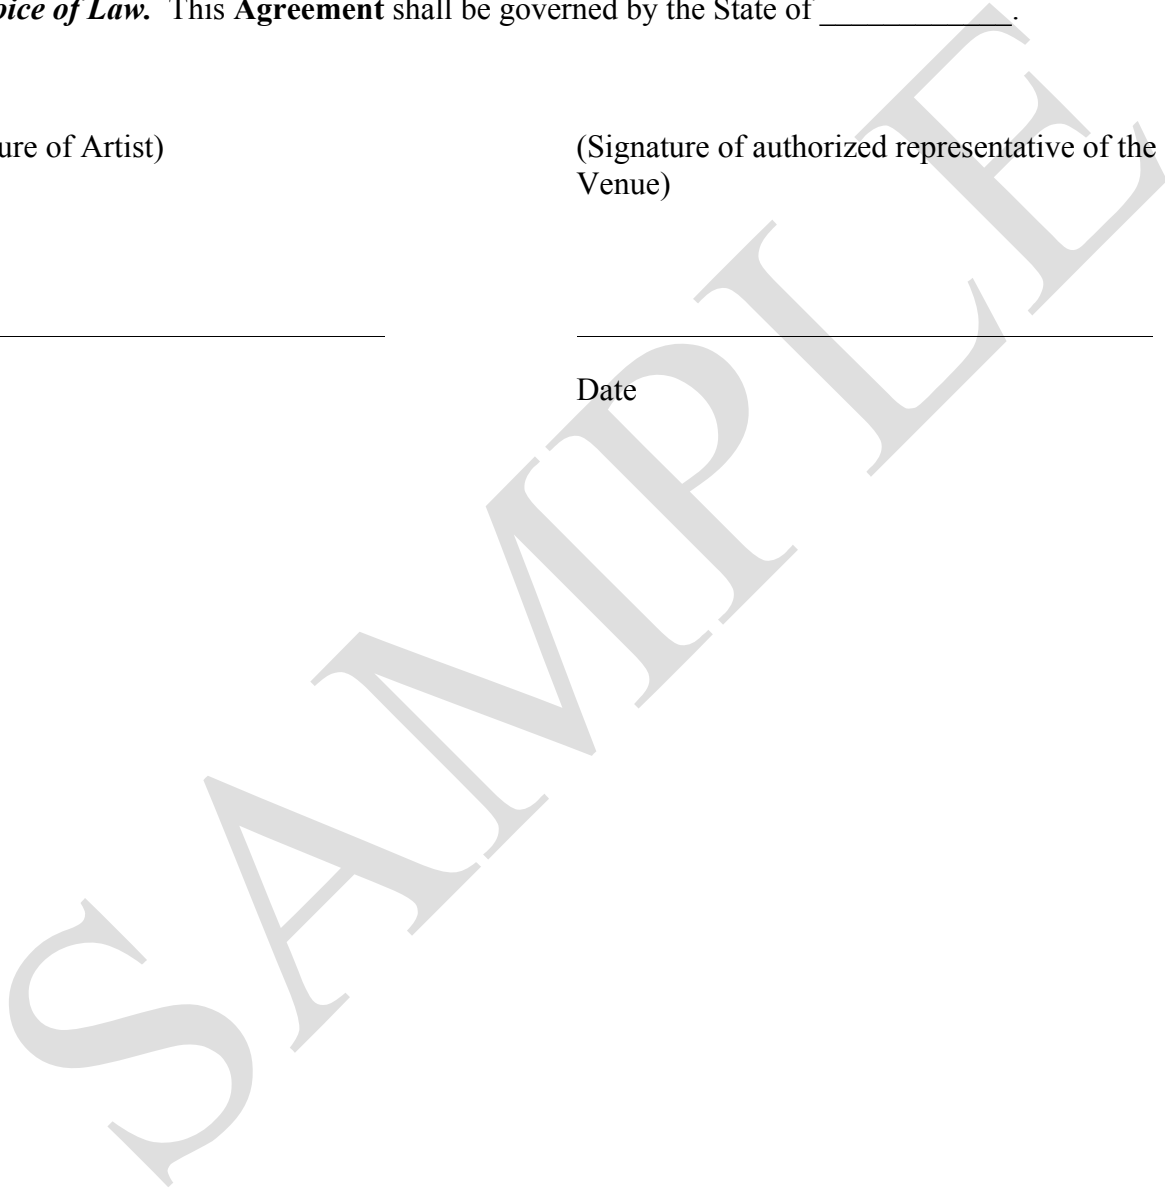 oice of Law. This Agreement shall be governed by the State of ____________.
ure of Artist)
(Signature of authorized representative of the
Venue)
Date
SAMPLE